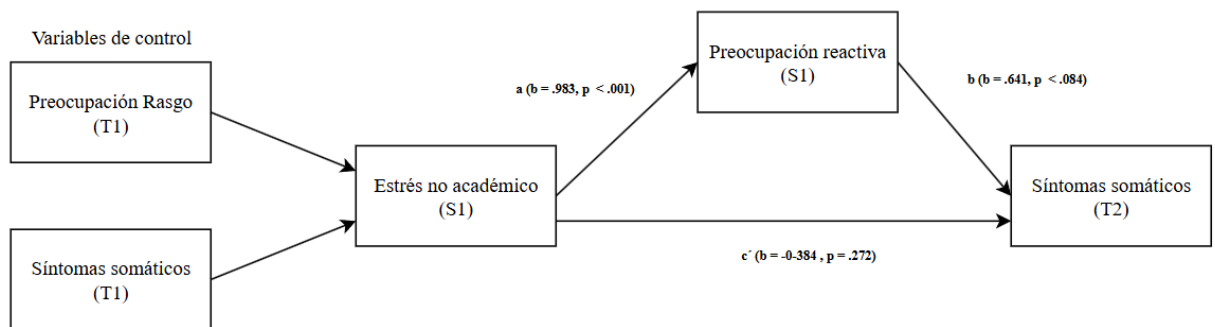 Variables de control
Preocupación Rasgo
(T1)
Síntomas somáticos
(T1)
Estrés no académico
(S1)
a (b = .983, p < .001)
Preocupación reactiva
(S1)
b (b = .641, p < .084)
c´ (b = -0-384 , p = .272)
Síntomas somáticos
(T2)